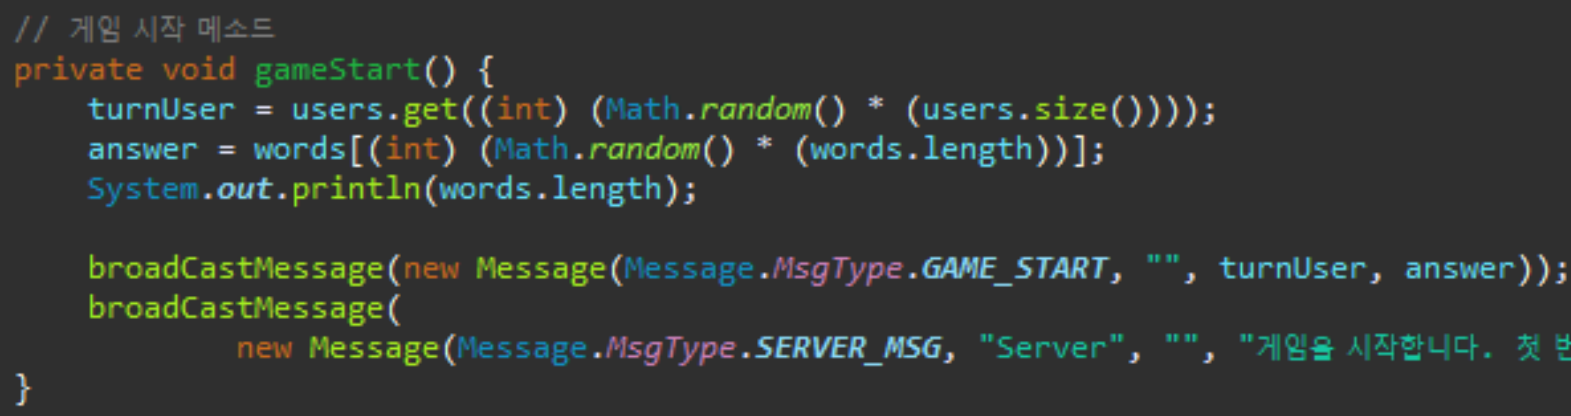 // 게임 시작 메소드
private void gameStart() {
turnUser = users.get((int) (Math.random() * (users.size())));
answer = words[(int) (Math.random() * (words.length))];
System.out.println(words.length);
broadCastMessage(new Message(Message.MsgType.GAME_START, "", turnUser, answer));
broadCastMessage(
new Message(Message.MsgType.SERVER_MSG, "Server", "", "게임을 시작합니다. 첫 번
}